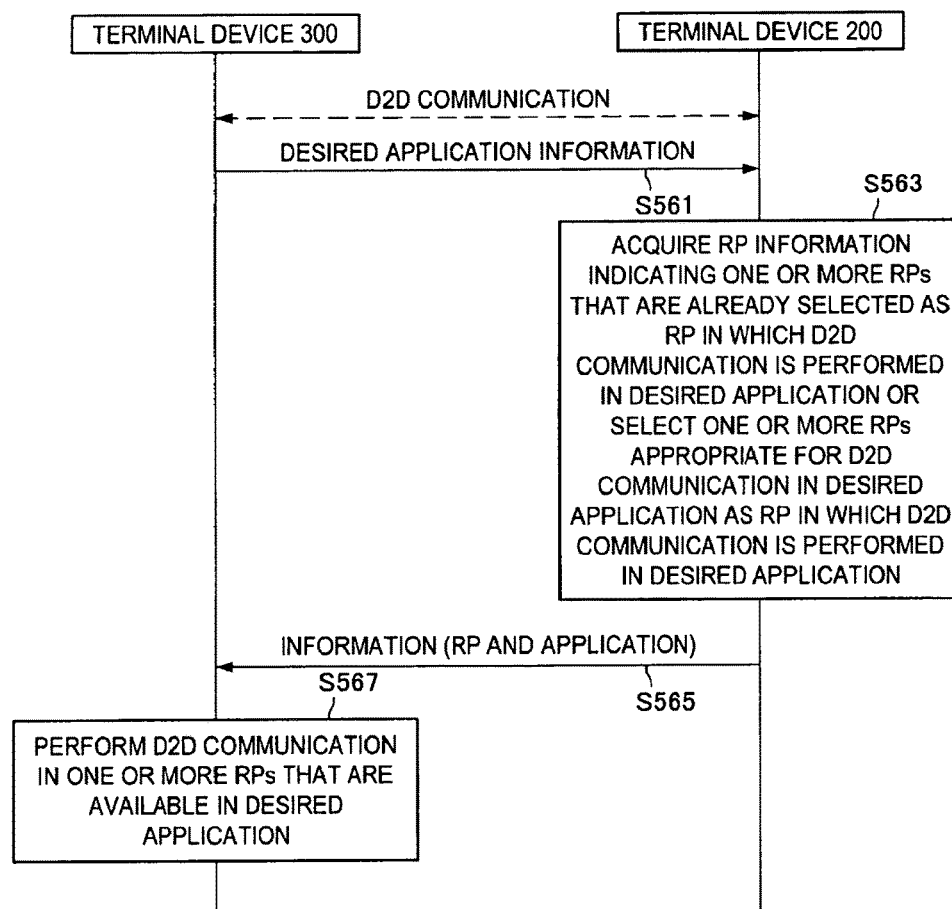 TERMINAL DEVICE 300
TERMINAL DEVICE 200
D2D COMMUNICATION
DESIRED APPLICATION INFORMATION
S561
S563
ACQUIRE RP INFORMATION
INDICATING ONE OR MORE RPs
THAT ARE ALREADY SELECTED AS
RP IN WHICH D2D
COMMUNICATION IS PERFORMED
IN DESIRED APPLICATION OR
SELECT ONE OR MORE RPs
APPROPRIATE FOR D2D
COMMUNICATION IN DESIRED
APPLICATION AS RP IN WHICH D2D
COMMUNICATION IS PERFORMED
IN DESIRED APPLICATION
INFORMATION (RP AND APPLICATION)
S565
S567
PERFORM D2D COMMUNICATION
IN ONE OR MORE RPs THAT ARE
AVAILABLE IN DESIRED
APPLICATION